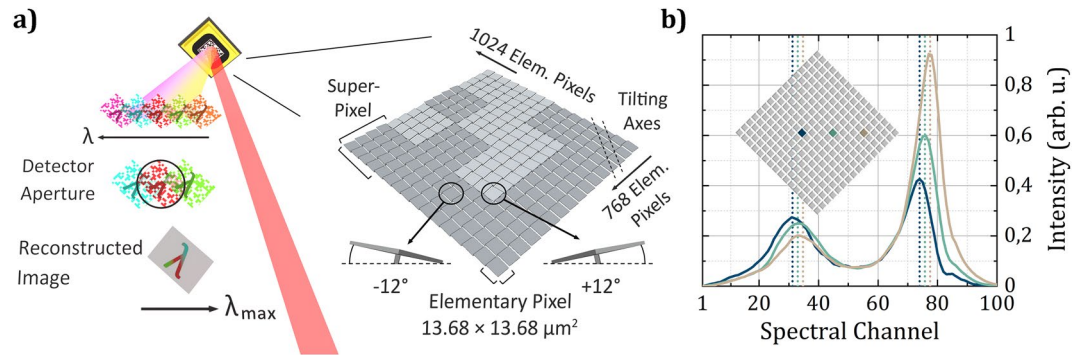 a)
1024 Elem. Pixels
Super-
Pixel
Tilting
Axes
λ
Detector
Aperture
768 Elem.
Pixels
Reconstructed
Image
-12°
+12°
λmax
Elementary Pixel
13.68 × 13.68 µm²
b)
1
0,8
0,6
0,4
0,2
0
Intensity (arb. u.)
1 20 40 60 80 100
Spectral Channel